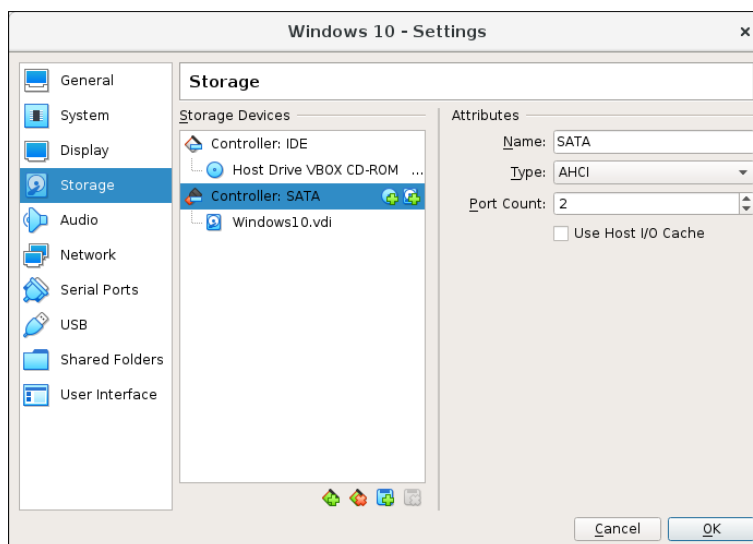 Windows 10 - Settings
General
System
Display
Storage
Audio
Network
Serial Ports
USB
Shared Folders
User Interface
Storage
Storage Devices
Controller: IDE
Host Drive VBOX CD-ROM ...
Controller: SATA
Windows10.vdi
Attributes
Name: SATA
Type: AHCI
Port Count: 2
Use Host I/O Cache
Cancel OK